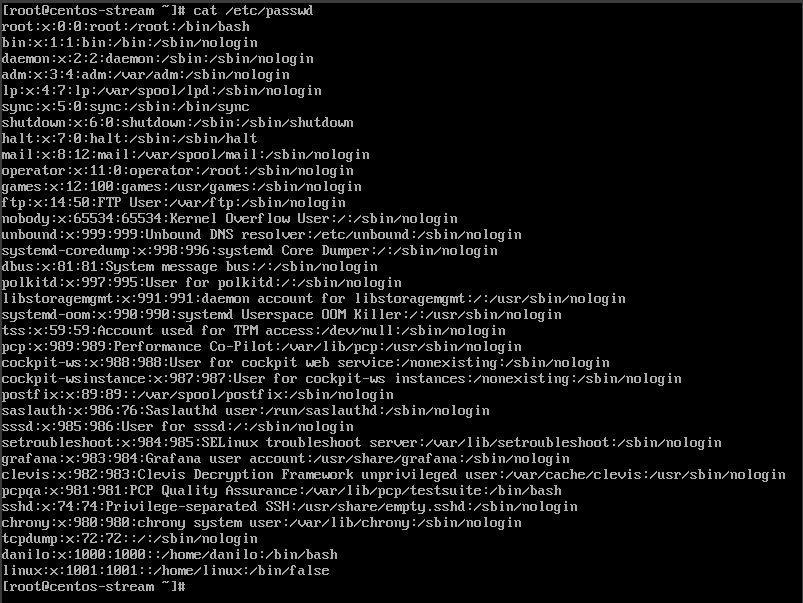 [root@centos-stream ~]# cat /etc/passwd
root:x:0:0:root:/root:/bin/bash
bin:x:1:1:bin:/bin:/sbin/nologin
daemon:x:2:2:daemon:/sbin:/sbin/nologin
adm:x:3:4:adm:/var/adm:/sbin/nologin
lp:x:4:7:lp:/var/spool/lpd:/sbin/nologin
sync:x:5:0:sync:/sbin:/bin/sync
shutdown:x:6:0:shutdown:/sbin:/sbin/shutdown
halt:x:7:0:halt:/sbin:/sbin/halt
mail:x:8:12:mail:/var/spool/mail:/sbin/nologin
operator:x:11:0:operator:/root:/sbin/nologin
games:x:12:100:games:/usr/games:/sbin/nologin
ftp:x:14:50:FTP User:/var/ftp:/sbin/nologin
nobody:x:65534:65534:Kernel Overflow User:/:/sbin/nologin
unbound:x:999:999:Unbound DNS resolver:/etc/unbound:/sbin/nologin
systemd-coredump:x:998:996:systemd Core Dumper:/:/sbin/nologin
dbus:x:81:81:System message bus:/:/sbin/nologin
polkitd:x:997:995:User for polkitd:/:/sbin/nologin
libstoragemgmt:x:991:991:daemon account for libstoragemgmt:/:/usr/sbin/nologin
systemd-oom:x:990:990:systemd Userspace OOM Killer:/:/usr/sbin/nologin
tss:x:59:59:Account used for TPM access:/dev/null:/sbin/nologin
pcp:x:989:989:Performance Co-Pilot:/var/lib/pcp:/usr/sbin/nologin
cockpit-ws:x:988:988:User for cockpit web service:/nonexisting:/sbin/nologin
cockpit-wsinstance:x:987:987:User for cockpit-ws instances:/nonexisting:/sbin/nologin
postfix:x:89:89::/var/spool/postfix:/sbin/nologin
saslauth:x:986:76:Saslauthd user:/run/saslauthd:/sbin/nologin
sssd:x:985:986:User for sssd:/:/sbin/nologin
setroubleshoot:x:984:985:SELinux troubleshoot server:/var/lib/setroubleshoot:/sbin/nologin
grafana:x:983:984:Grafana user account:/usr/share/grafana:/sbin/nologin
clevis:x:982:983:Clevis Decryption Framework unprivileged user:/var/cache/clevis:/usr/sbin/nologin
pcpqa:x:981:981:PCP Quality Assurance:/var/lib/pcp/testsuite:/bin/bash
sshd:x:74:74:Privilege-separated SSH:/usr/share/empty.sshd:/sbin/nologin
chrony:x:980:980:chrony system user:/var/lib/chrony:/sbin/nologin
tcpdump:x:72:72::/:/sbin/nologin
danilo:x:1000:1000::/home/danilo:/bin/bash
linux:x:1001:1001::/home/linux:/bin/false
[root@centos-stream ~]#